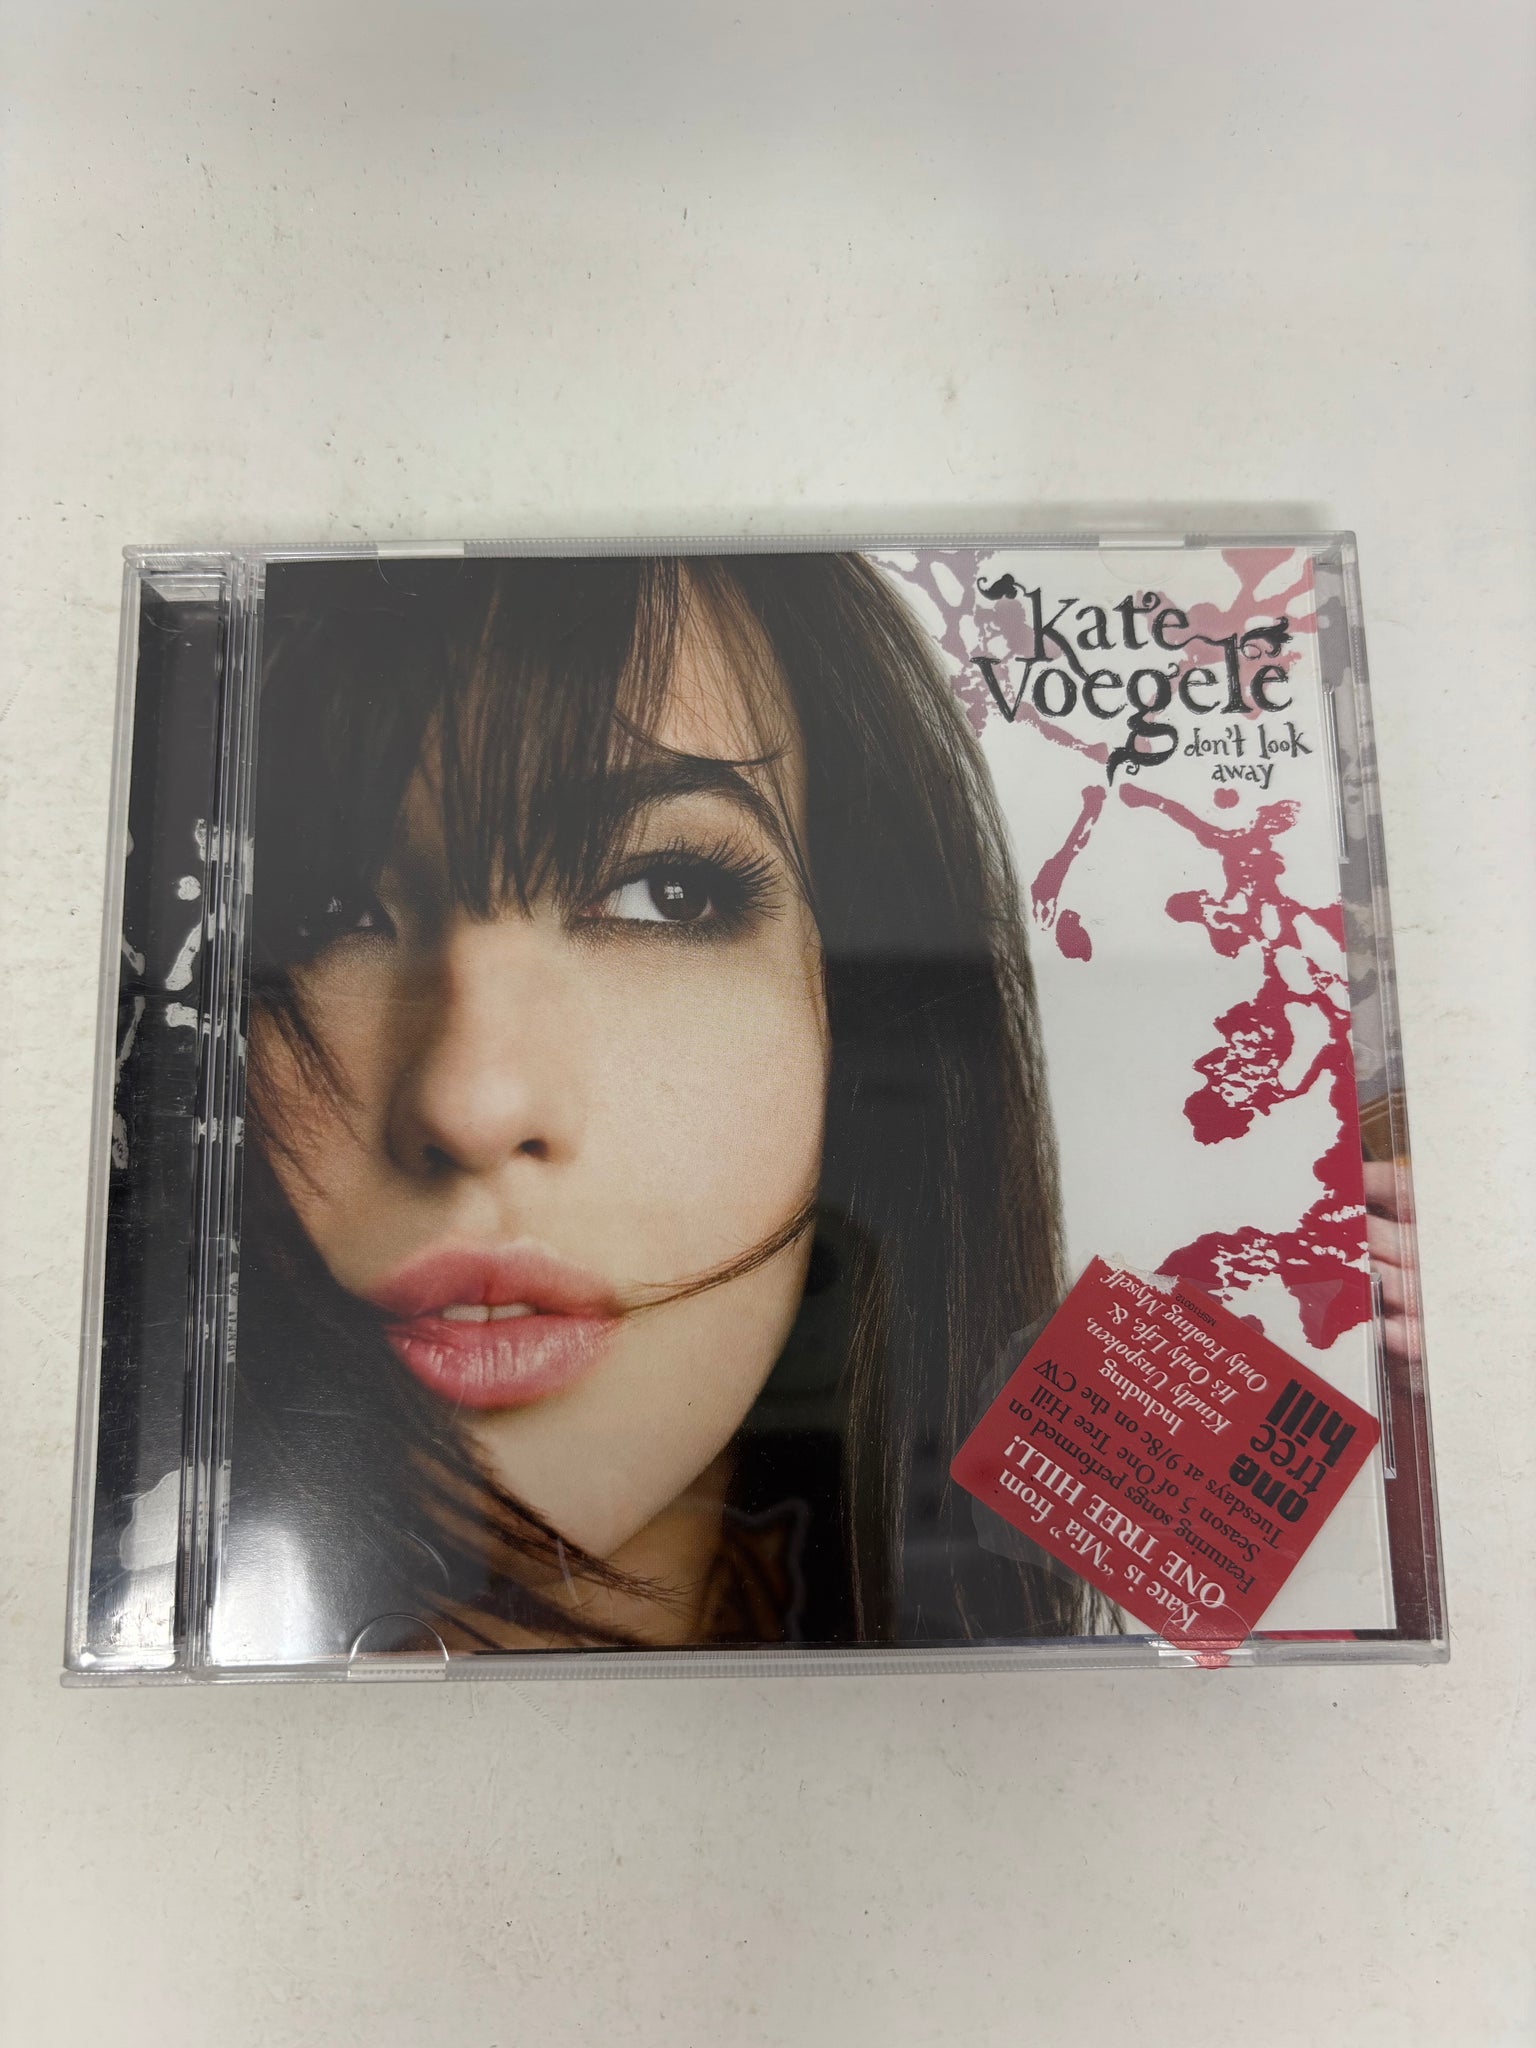 Kate
Voegele
don't look
away
Kate is "Mia" from
ONE TREE HILL!
Featuring songs performed on
Season 5 of One Tree Hill
Tuesdays at 9/8c on the CW
Including
Kindly Unspoken,
It's Only Life, &
Only Fooling Myself
one
tree
hill
MSR10012